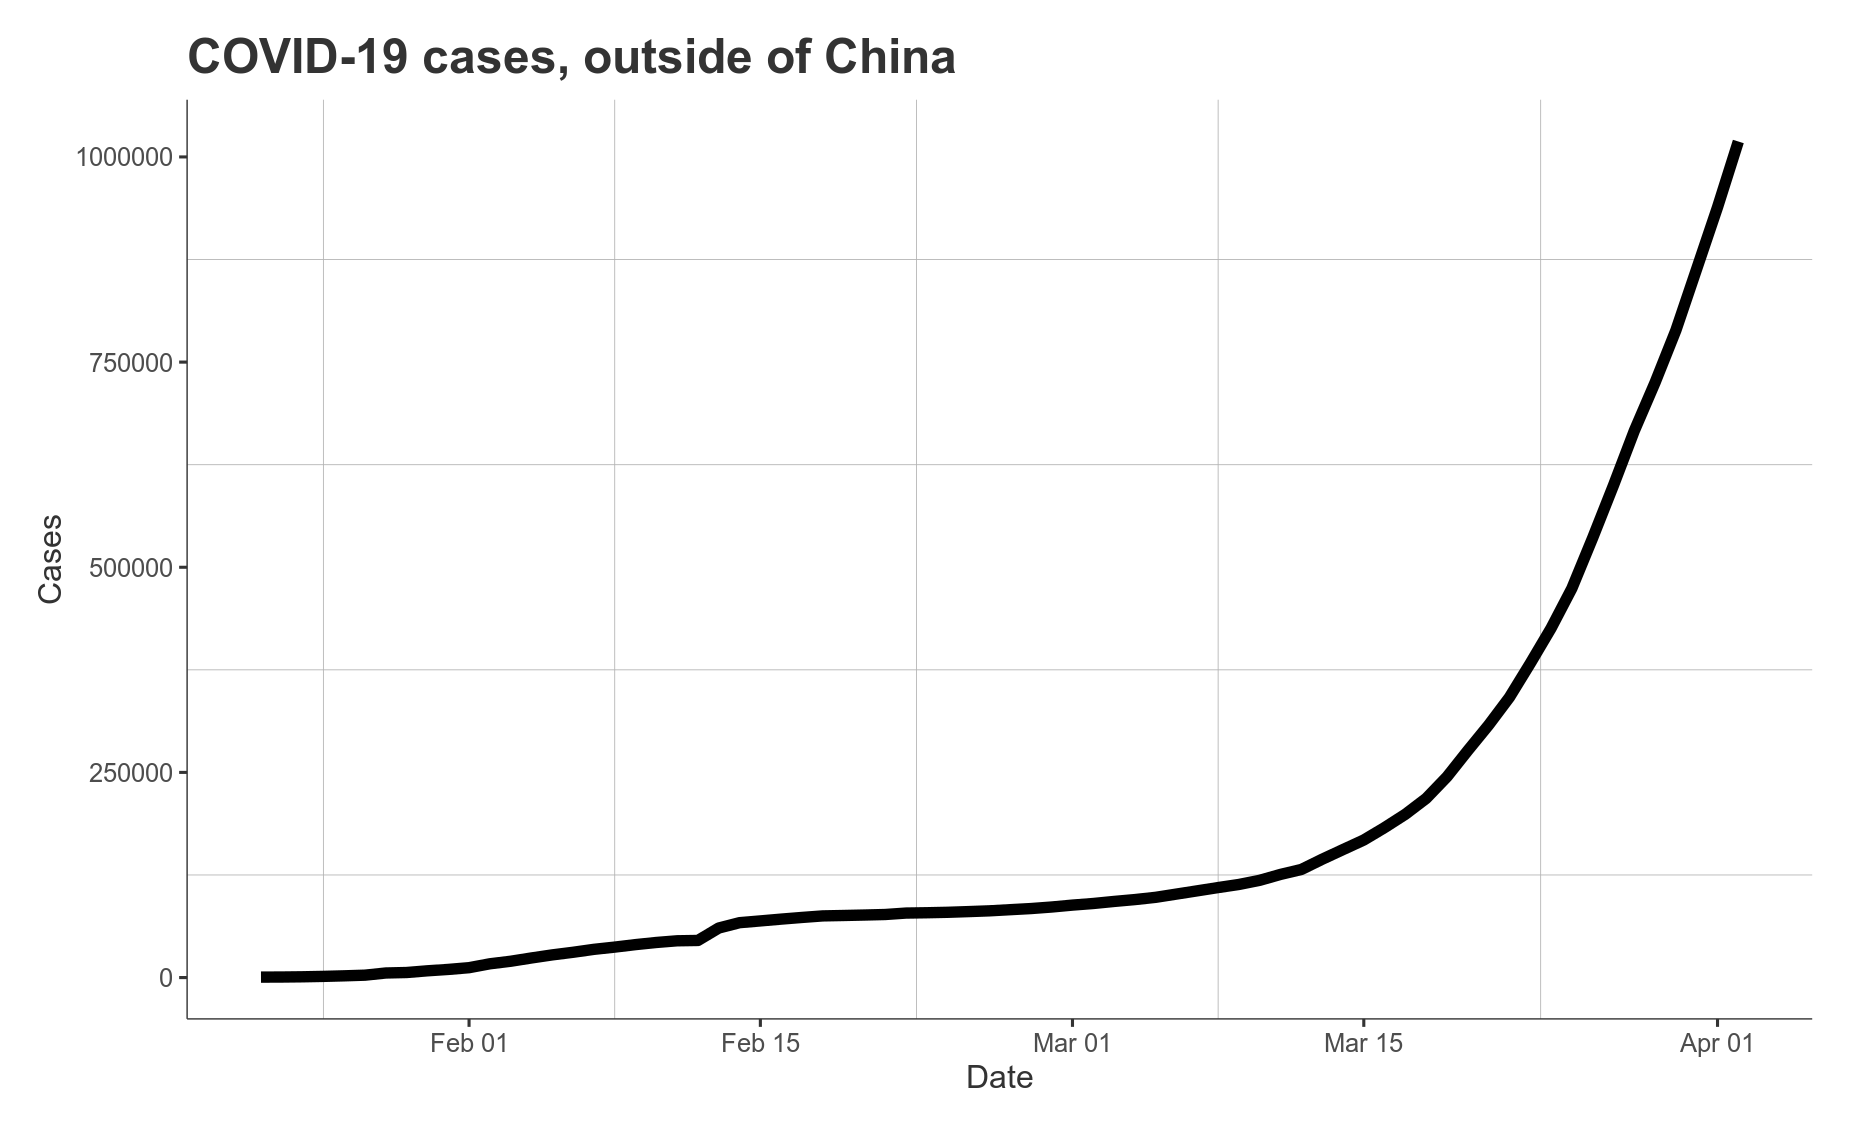 COVID-19 cases, outside of China
1000000
750000
500000
250000
0
Cases
Feb 01
Feb 15
Mar 01
Mar 15
Apr 01
Date